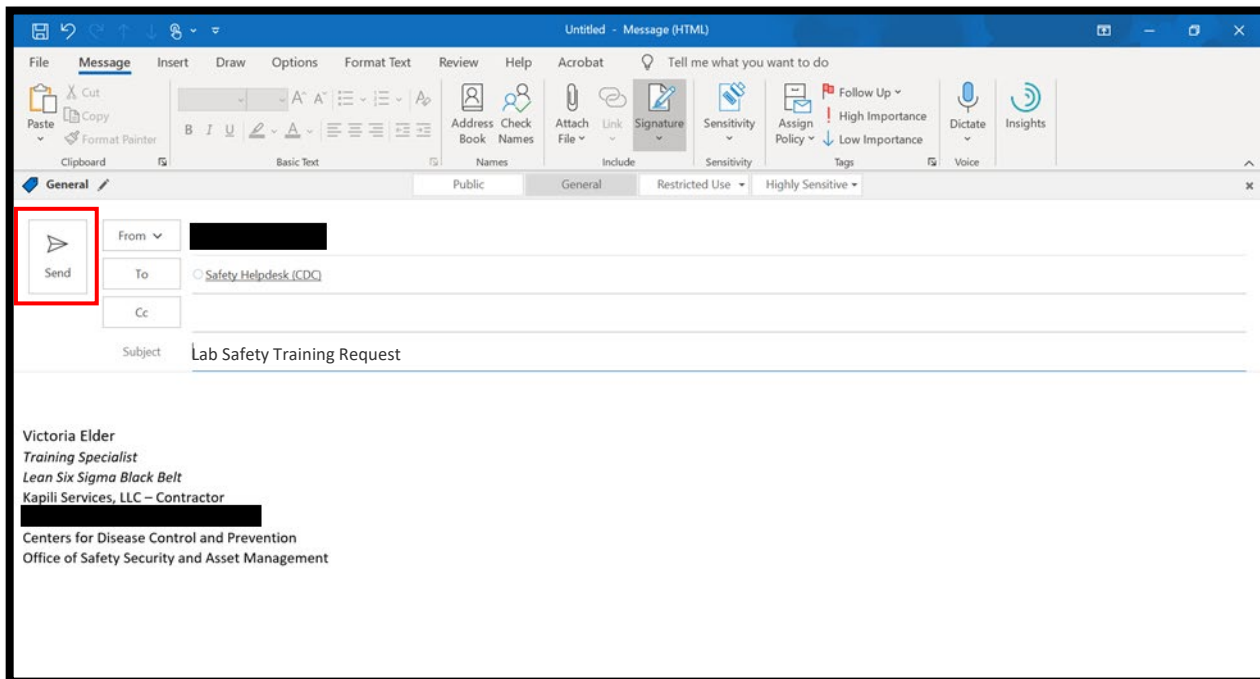 Untitled - Message (HTML)
File Message Insert Draw Options Format Text Review Help Acrobat Tell me what you want to do
Paste
Cut
Copy
Format Painter
Clipboard
B I U
Basic Text
Address Book
Check Names
Names
Attach File
Link
Signature
Include
Sensitivity
Sensitivity
Assign Policy
Follow Up
High Importance
Low Importance
Tags
Dictate
Voice
Insights
General
Public General Restricted Use Highly Sensitive
Send
From
To Safety Helpdesk (CDC)
Cc
Subject Lab Safety Training Request
Victoria Elder
Training Specialist
Lean Six Sigma Black Belt
Kapili Services, LLC – Contractor
Centers for Disease Control and Prevention
Office of Safety Security and Asset Management